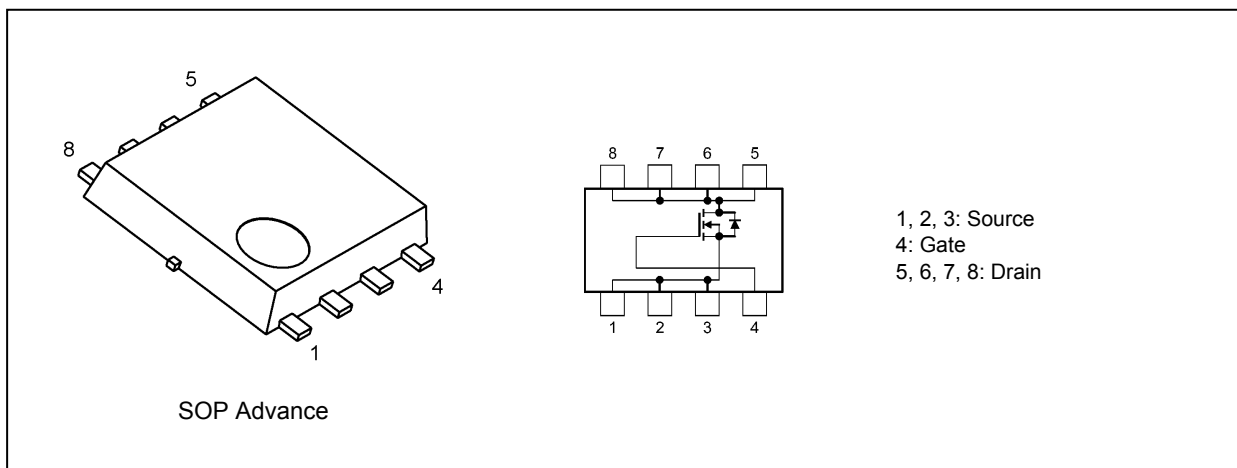 5
8
4
1
SOP Advance
8 7 6 5
1 2 3 4
1, 2, 3: Source
4: Gate
5, 6, 7, 8: Drain